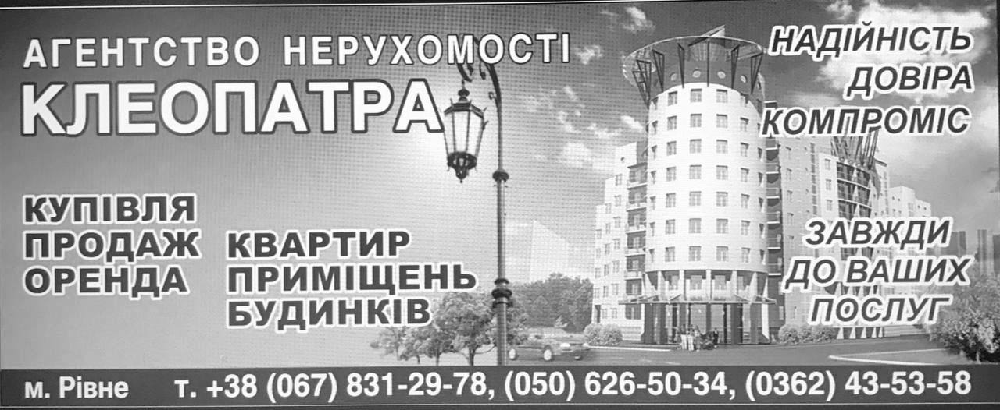 АГЕНТСТВО НЕРУХОМОСТІ
КЛЕОПАТРА
НАДІЙНІСТЬ
ДОВІРА
КОМПРОМІС
КУПІВЛЯ
ПРОДАЖ
ОРЕНДА
КВАРТИР
ПРИМІЩЕНЬ
БУДИНКІВ
ЗАВЖДИ
ДО ВАШИХ
ПОСЛУГ
м. Рівне т. +38 (067) 831-29-78, (050) 626-50-34, (0362) 43-53-58